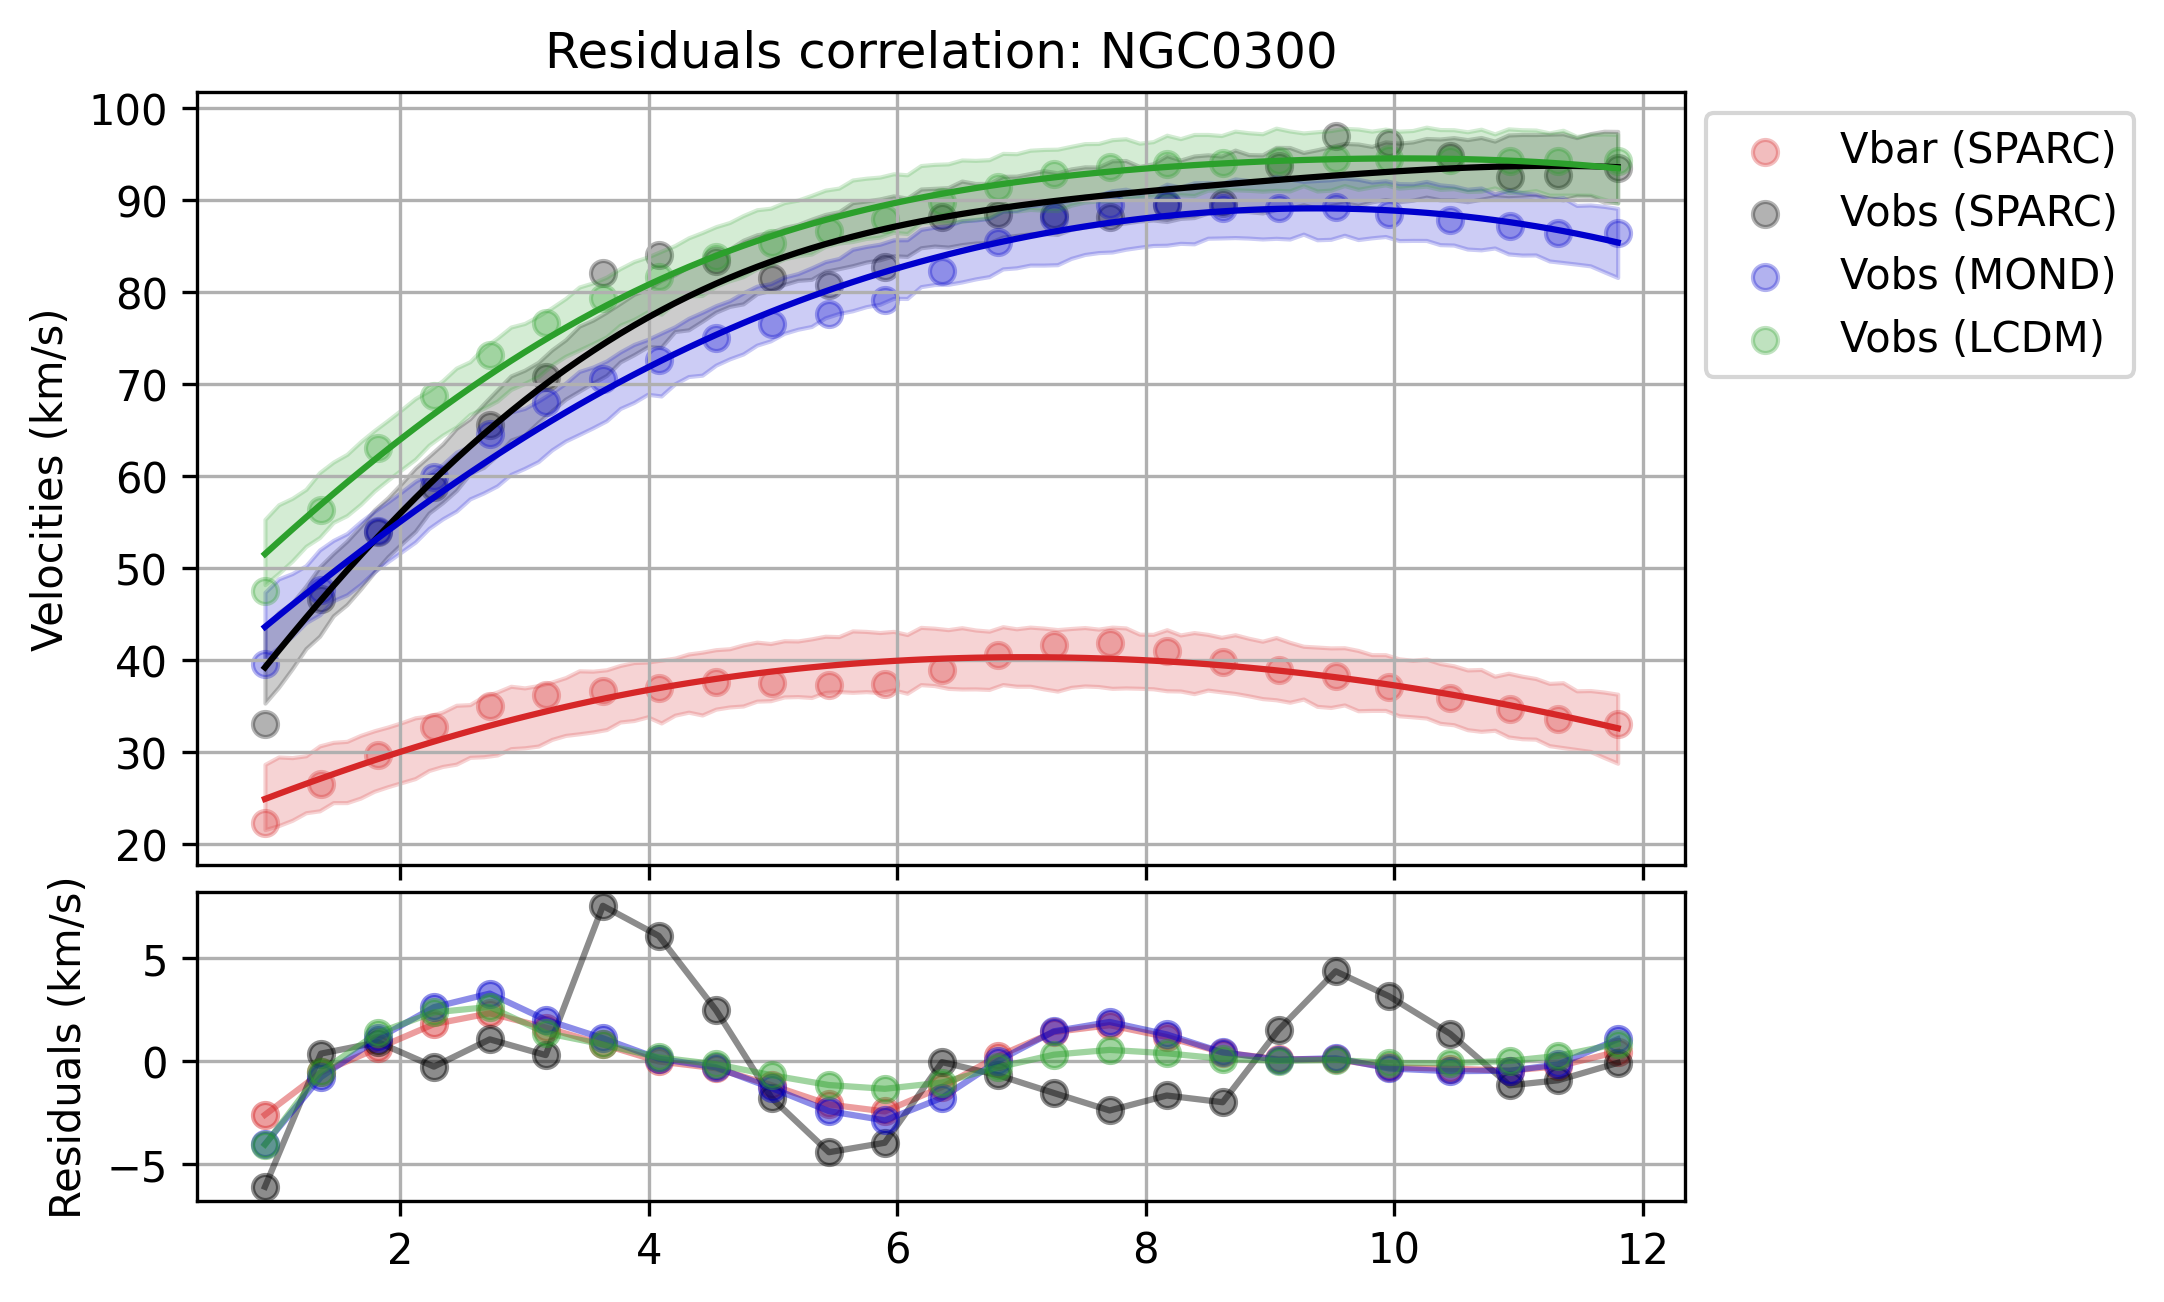 Residuals correlation: NGC0300
Velocities (km/s)
100
90
80
70
60
50
40
30
20
Vbar (SPARC)
Vobs (SPARC)
Vobs (MOND)
Vobs (LCDM)
Residuals (km/s)
5
0
−5
2 4 6 8 10 12